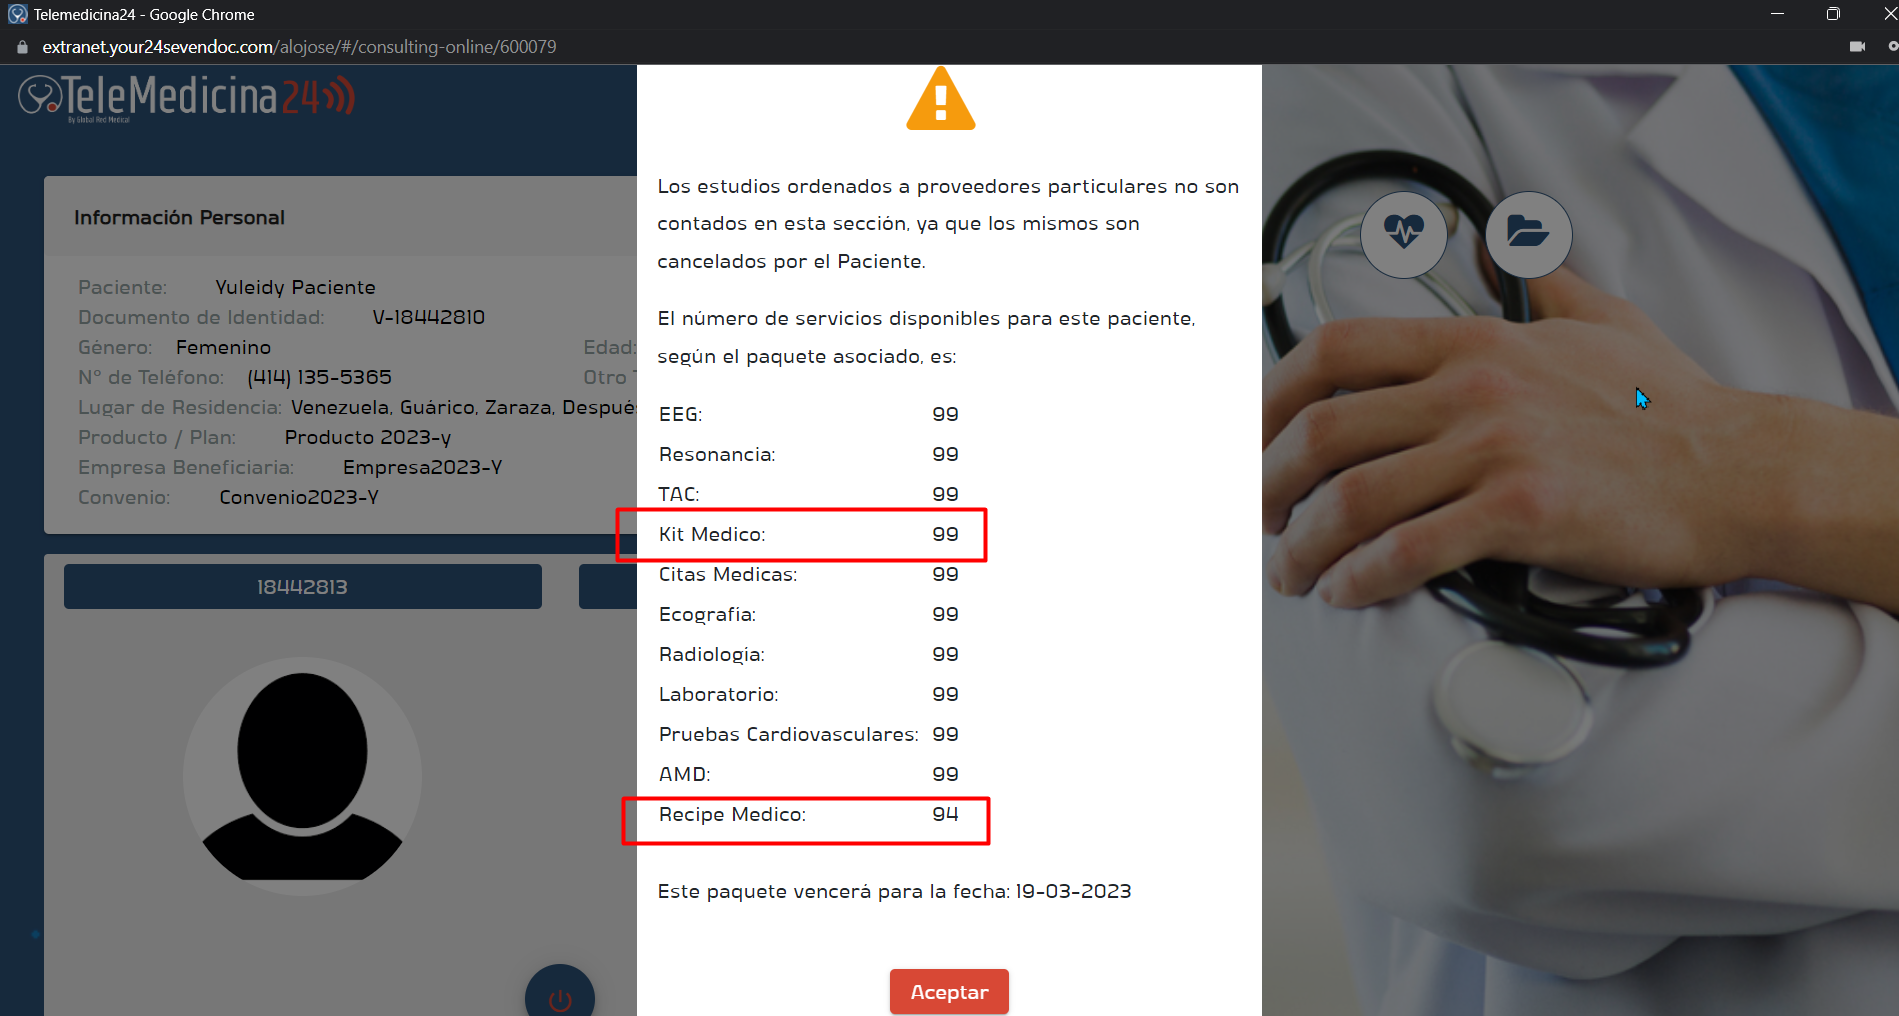 Telemedicina24 - Google Chrome
extranet.your24sevendoc.com/alojose/#/consulting-online/600079
TeleMedicina24
By Global Red Medical
Información Personal
Paciente: Yuleidy Paciente
Documento de Identidad: V-18442810
Género: Femenino Edad:
N° de Teléfono: (414) 135-5365 Otro T
Lugar de Residencia: Venezuela, Guárico, Zaraza, Despué
Producto / Plan: Producto 2023-y
Empresa Beneficiaria: Empresa2023-Y
Convenio: Convenio2023-Y
18442813
Los estudios ordenados a proveedores particulares no son
contados en esta sección, ya que los mismos son
cancelados por el Paciente.
El número de servicios disponibles para este paciente,
según el paquete asociado, es:
EEG: 99
Resonancia: 99
TAC: 99
Kit Medico: 99
Citas Medicas: 99
Ecografía: 99
Radiología: 99
Laboratorio: 99
Pruebas Cardiovasculares: 99
AMD: 99
Recipe Medico: 94
Este paquete vencerá para la fecha: 19-03-2023
Aceptar